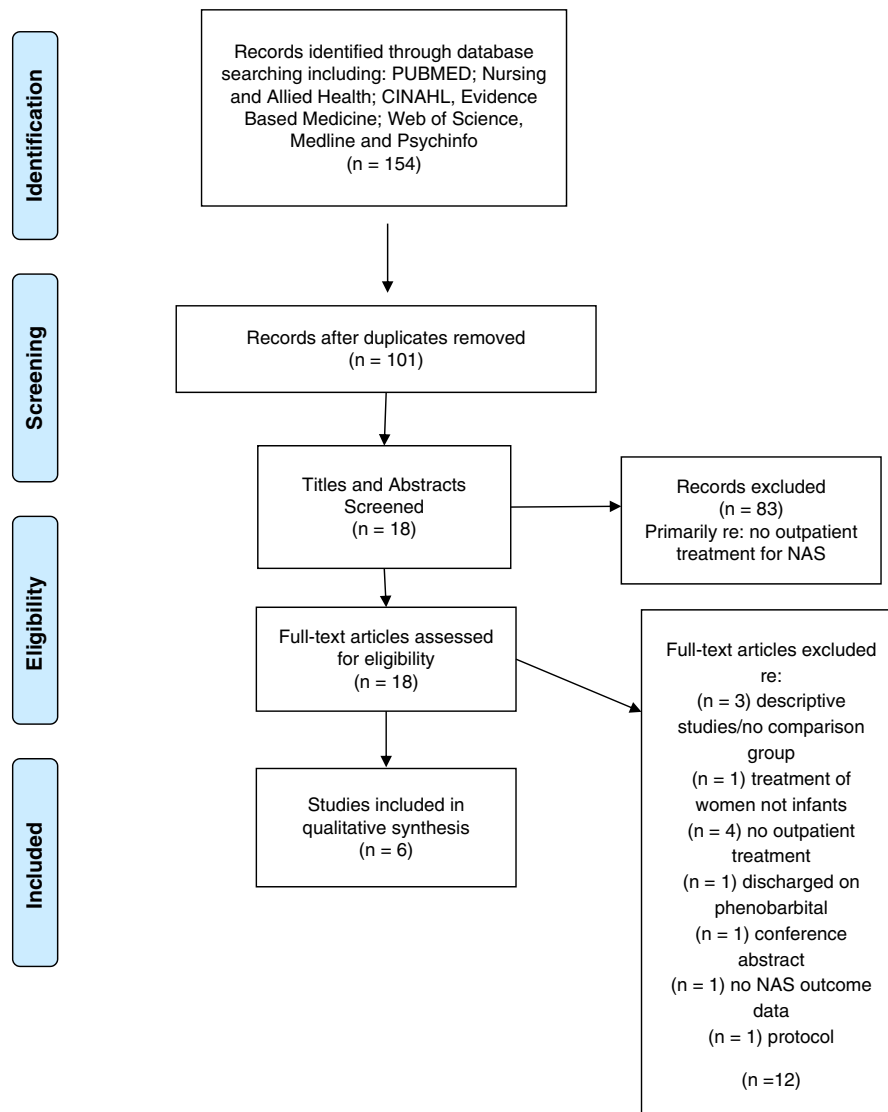 Identification
Records identified through database
searching including: PUBMED; Nursing
and Allied Health; CINAHL, Evidence
Based Medicine; Web of Science,
Medline and Psychinfo
(n = 154)
Screening
Records after duplicates removed
(n = 101)
Titles and Abstracts
Screened
(n = 18)
Records excluded
(n = 83)
Primarily re: no outpatient
treatment for NAS
Eligibility
Full-text articles assessed
for eligibility
(n = 18)
Full-text articles excluded
re:
(n = 3) descriptive
studies/no comparison
group
(n = 1) treatment of
women not infants
(n = 4) no outpatient
treatment
(n = 1) discharged on
phenobarbital
(n = 1) conference
abstract
(n = 1) no NAS outcome
data
(n = 1) protocol
(n =12)
Included
Studies included in
qualitative synthesis
(n = 6)